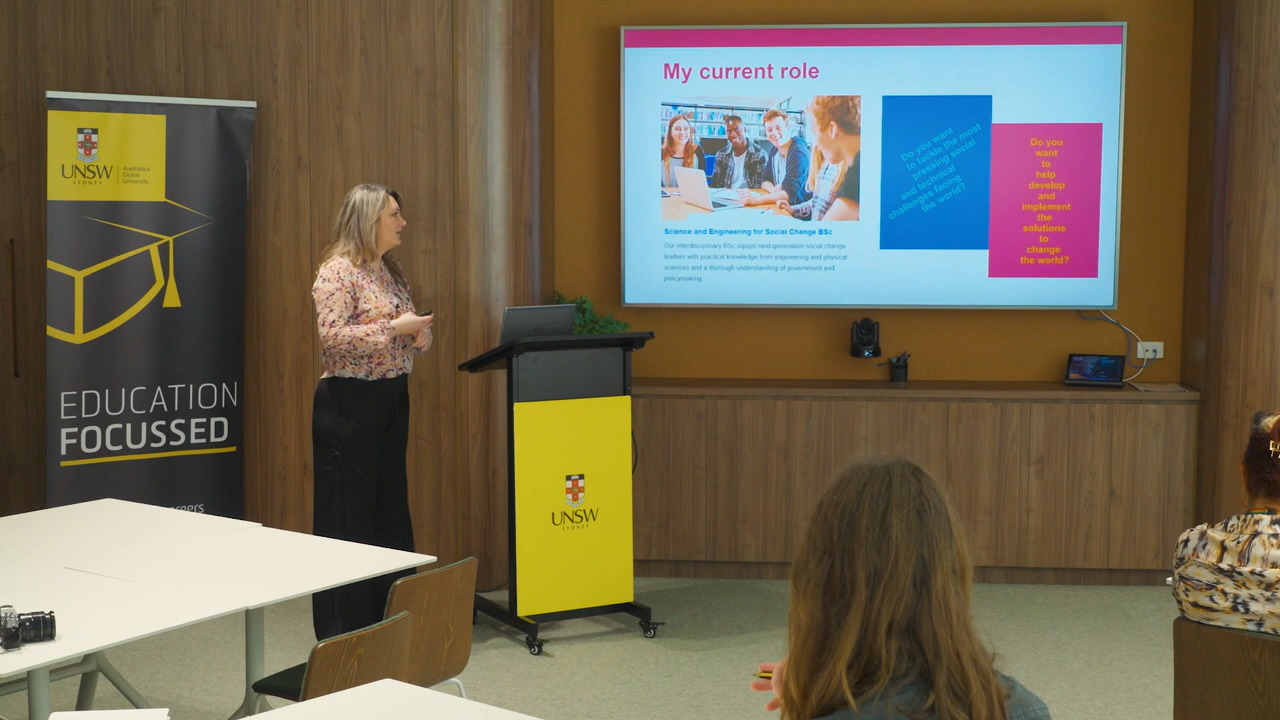 UNSW
SYDNEY
Australia's
Global
University
EDUCATION
FOCUSSED
careers
UNSW
SYDNEY
My current role
Science and Engineering for Social Change BSc
Our interdisciplinary BSc equips next-generation social change
leaders with practical knowledge from engineering and physical
sciences and a thorough understanding of government and
policymaking.
Do you want
to tackle the most
pressing social
and technical
challenges facing
the world?
Do you
want
to
help
develop
and
implement
the
solutions
to
change
the world?